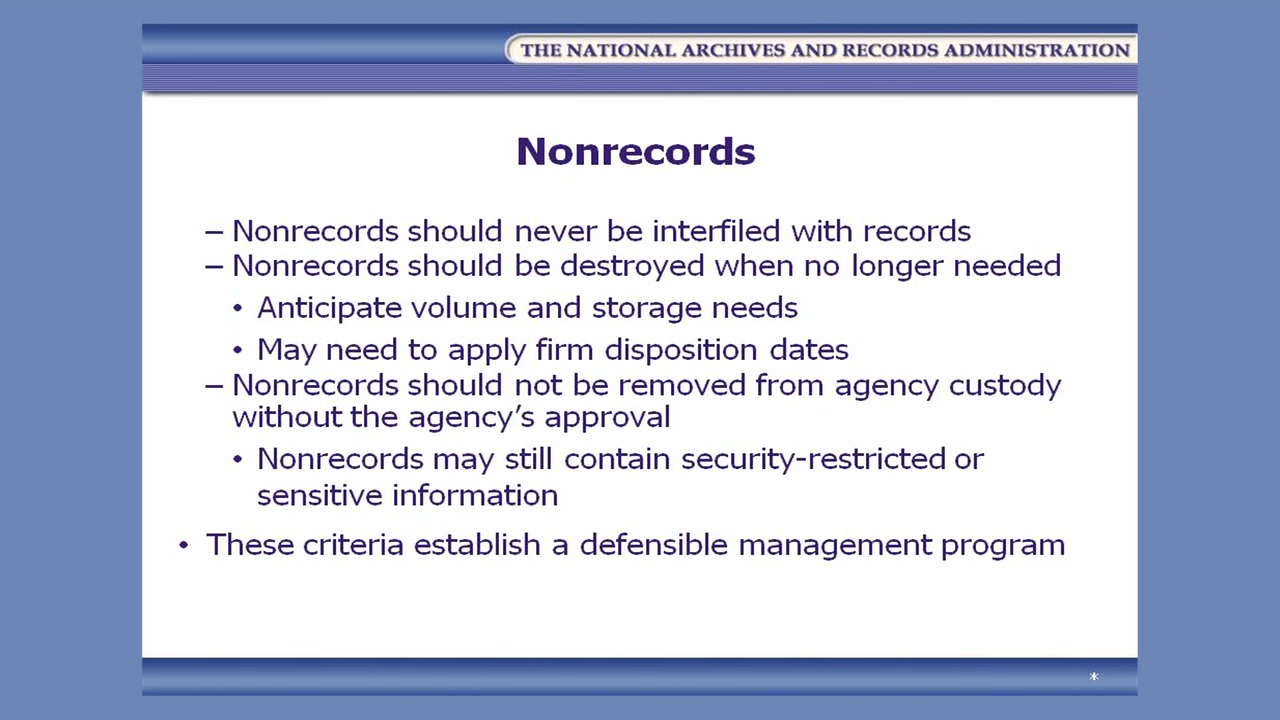 THE NATIONAL ARCHIVES AND RECORDS ADMINISTRATION
Nonrecords
– Nonrecords should never be interfiled with records
– Nonrecords should be destroyed when no longer needed
• Anticipate volume and storage needs
• May need to apply firm disposition dates
– Nonrecords should not be removed from agency custody
without the agency’s approval
• Nonrecords may still contain security-restricted or
sensitive information
• These criteria establish a defensible management program
*